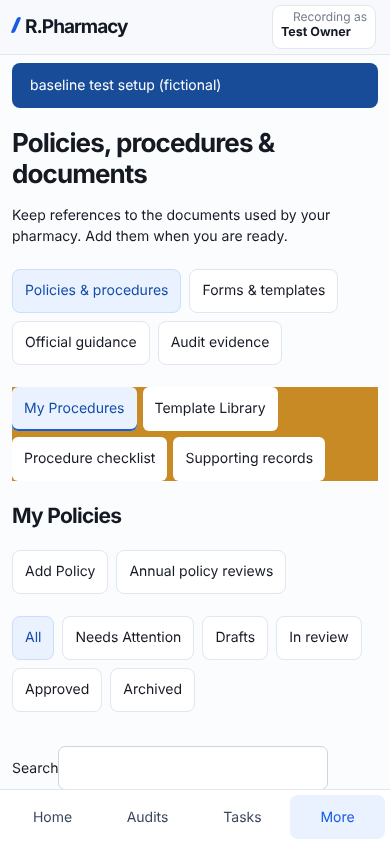 R.Pharmacy
Recording as
Test Owner
baseline test setup (fictional)
Policies, procedures &
documents
Keep references to the documents used by your
pharmacy. Add them when you are ready.
Policies & procedures
Forms & templates
Official guidance
Audit evidence
My Procedures
Template Library
Procedure checklist
Supporting records
My Policies
Add Policy
Annual policy reviews
All
Needs Attention
Drafts
In review
Approved
Archived
Search
Home
Audits
Tasks
More